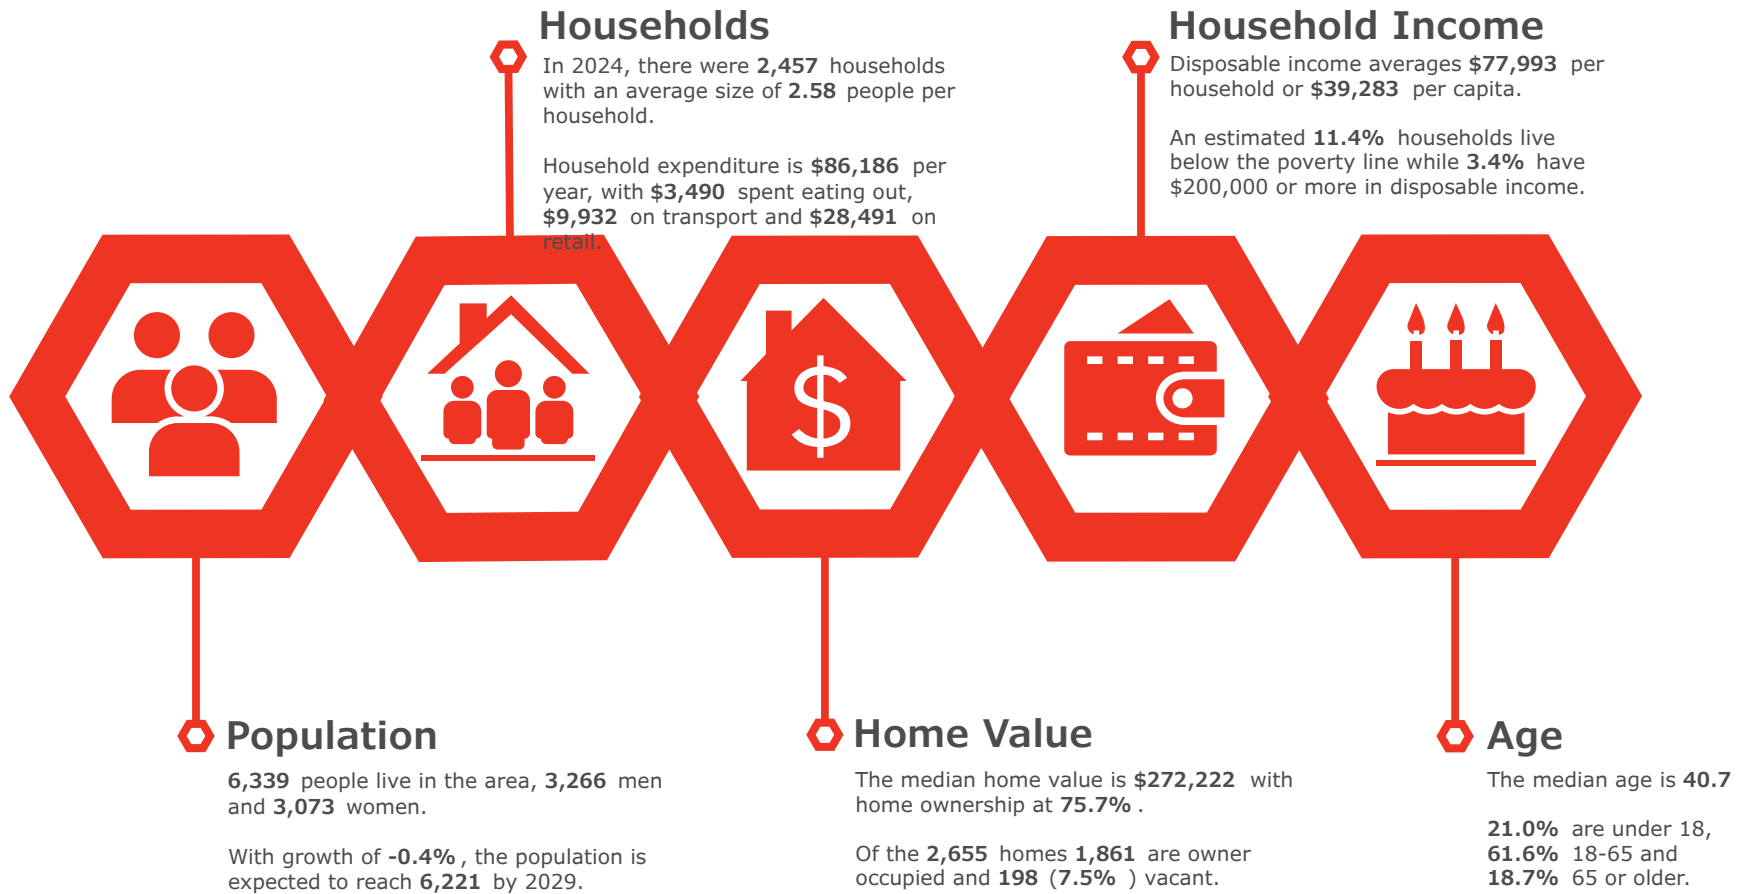 Households
In 2024, there were 2,457 households
with an average size of 2.58 people per
household.
Household expenditure is $86,186 per
year, with $3,490 spent eating out,
$9,932 on transport and $28,491 on
retail.
Household Income
Disposable income averages $77,993 per
household or $39,283 per capita.
An estimated 11.4% households live
below the poverty line while 3.4% have
$200,000 or more in disposable income.
$
Population
6,339 people live in the area, 3,266 men
and 3,073 women.
With growth of -0.4% , the population is
expected to reach 6,221 by 2029.
Home Value
The median home value is $272,222 with
home ownership at 75.7% .
Of the 2,655 homes 1,861 are owner
occupied and 198 (7.5% ) vacant.
Age
The median age is 40.7
21.0% are under 18,
61.6% 18-65 and
18.7% 65 or older.